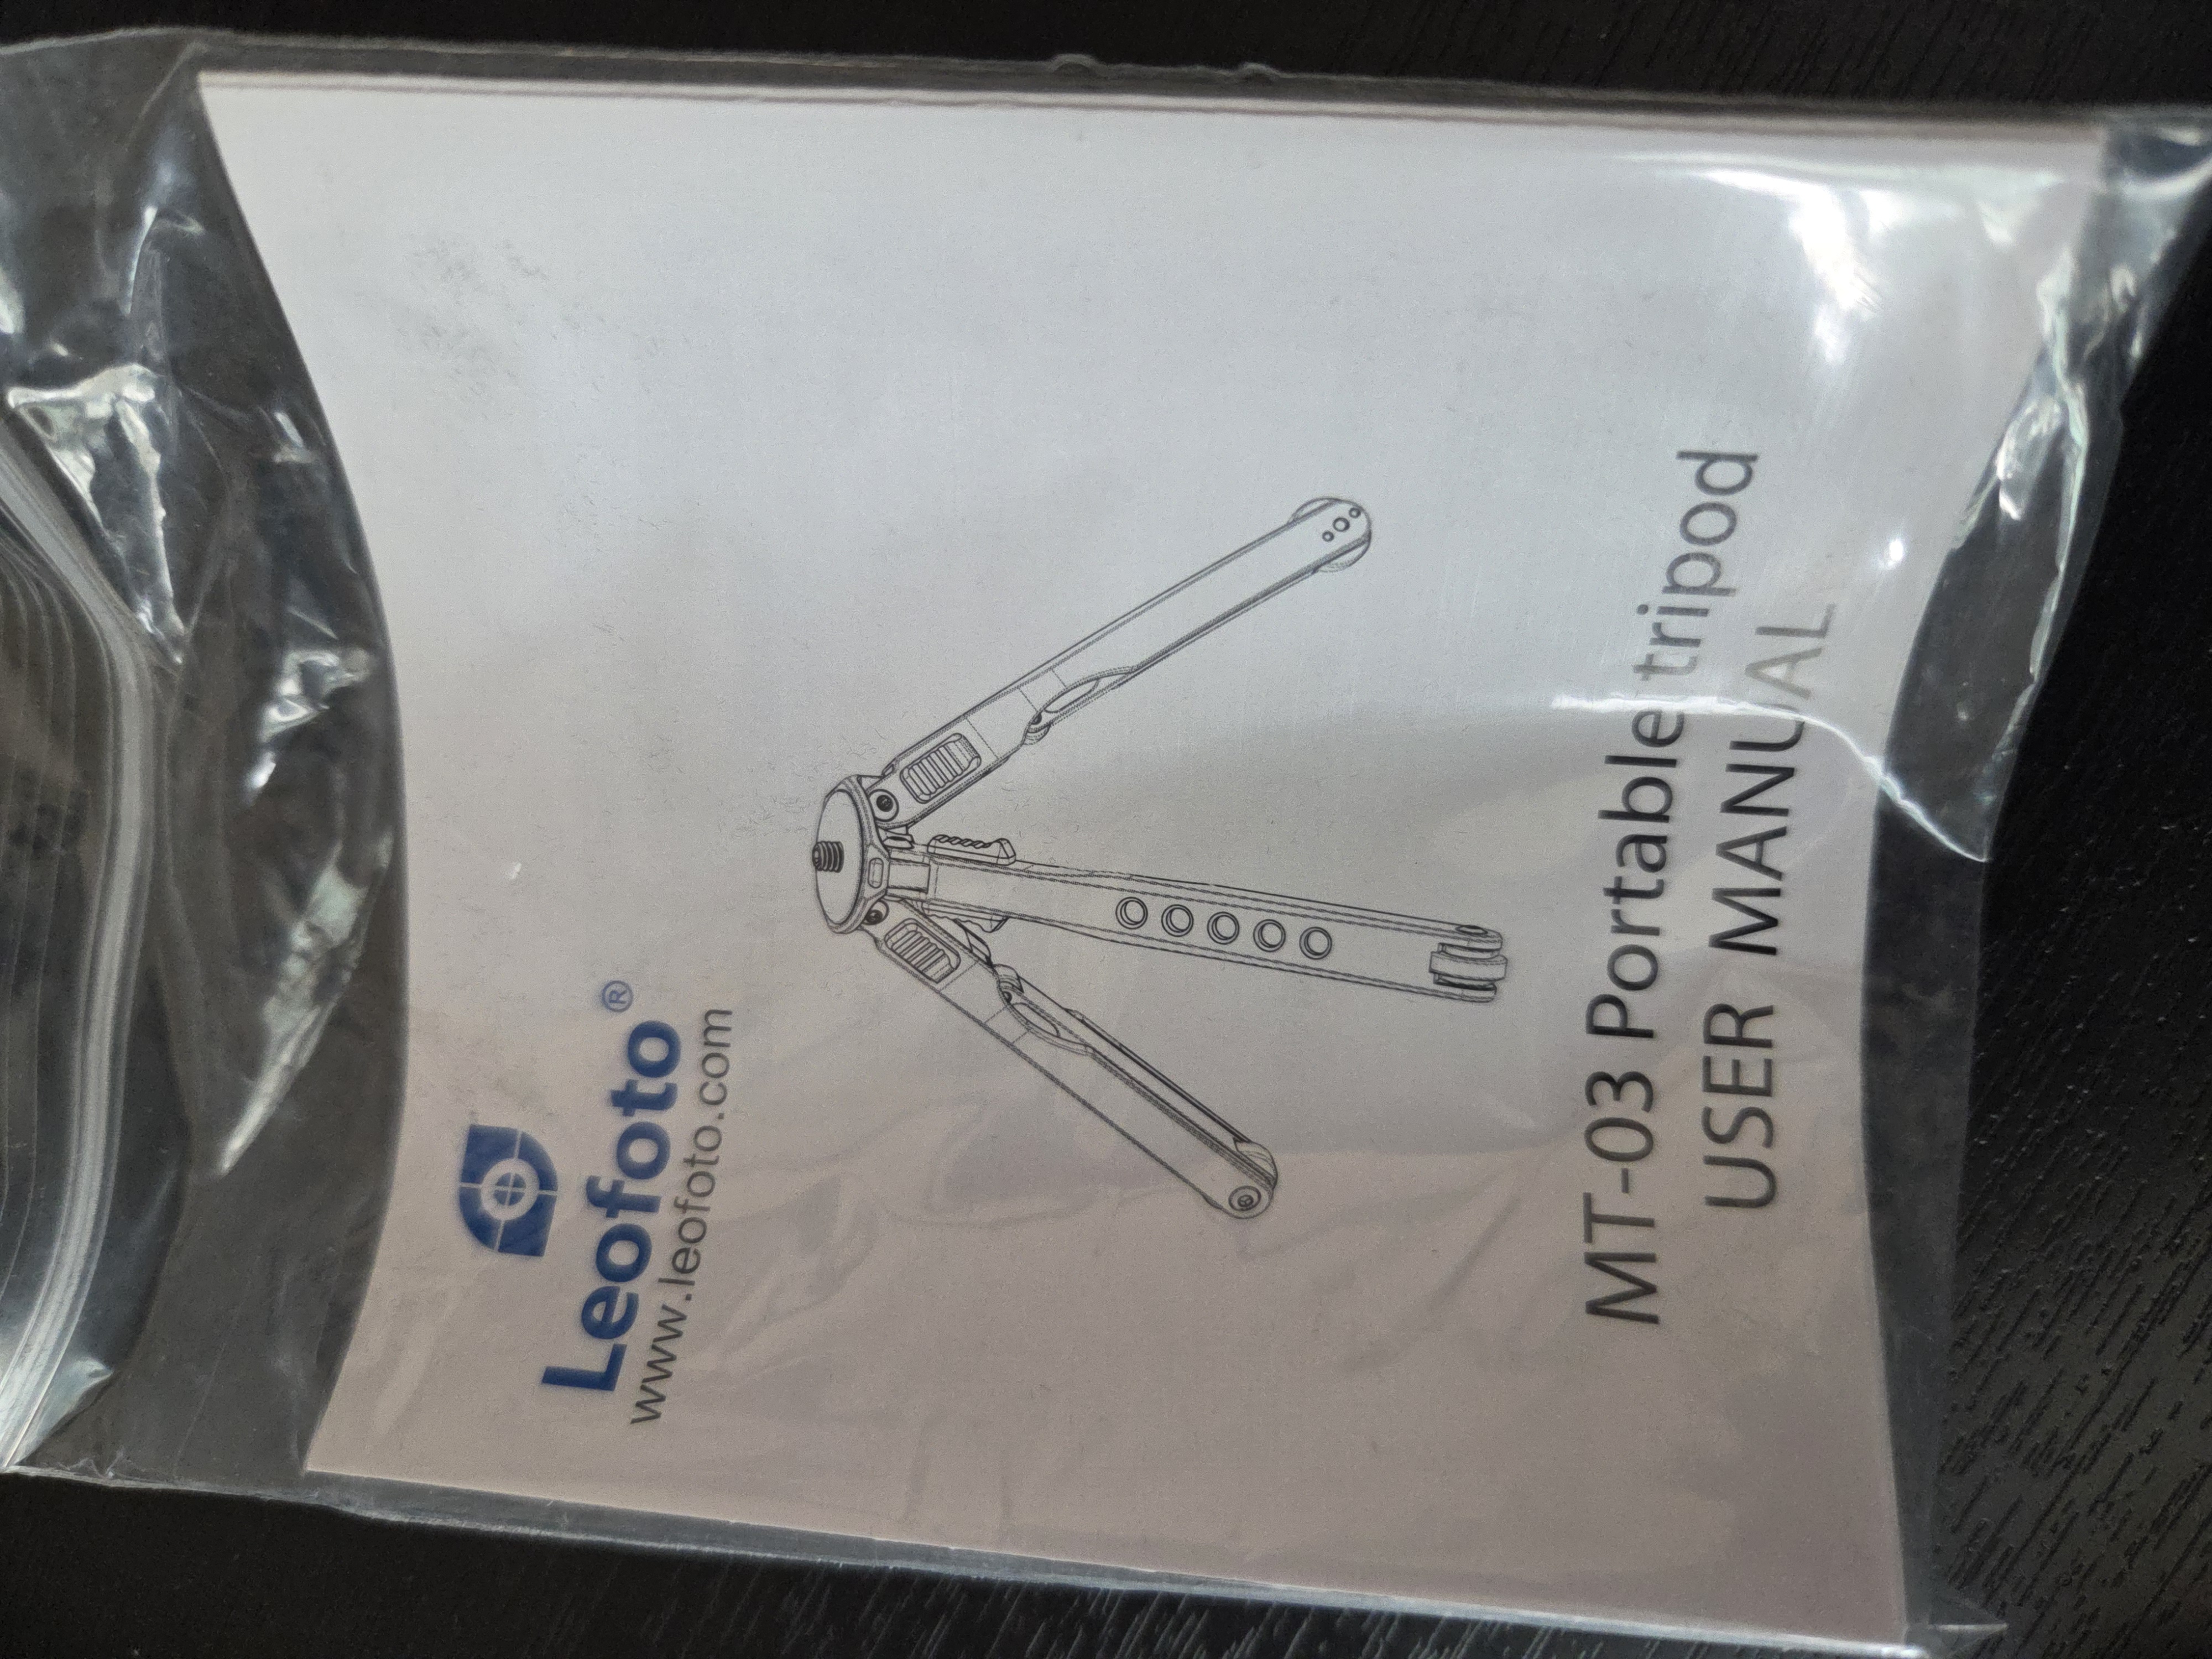 Leofoto®
www.leofoto.com
MT-03 Portable tripod
USER MANUAL